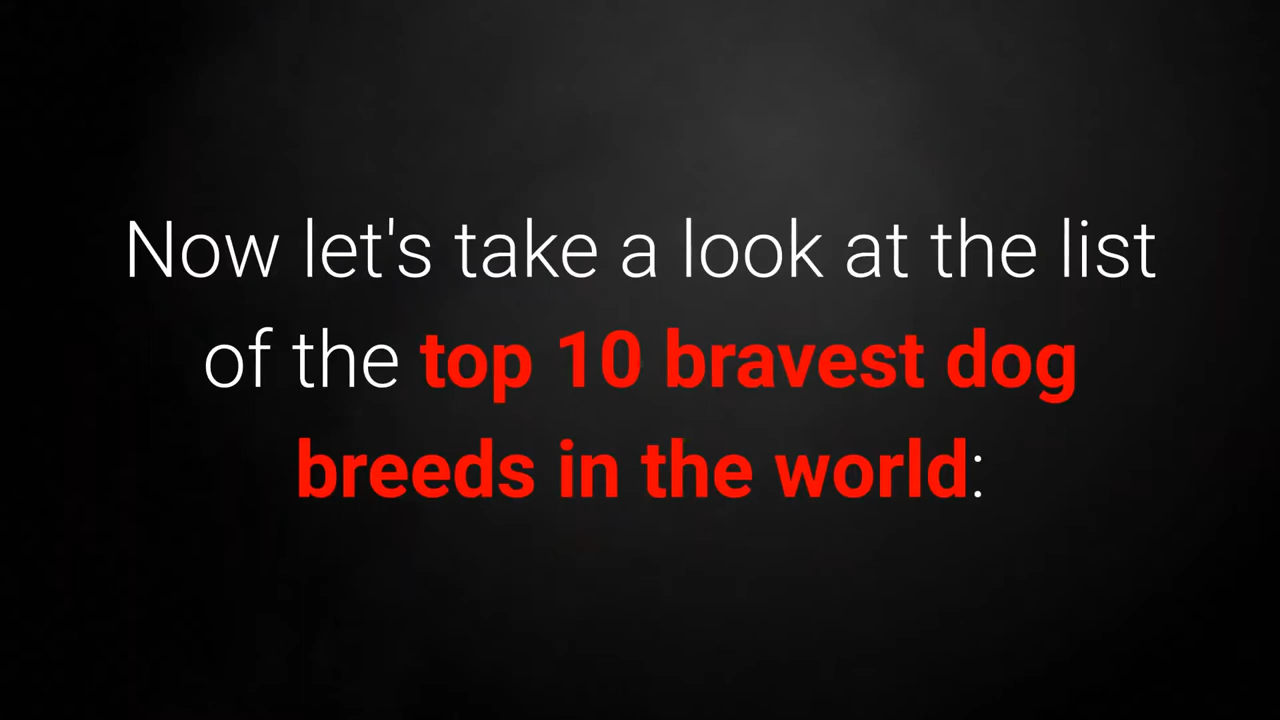 Now let's take a look at the list
of the top 10 bravest dog
breeds in the world: